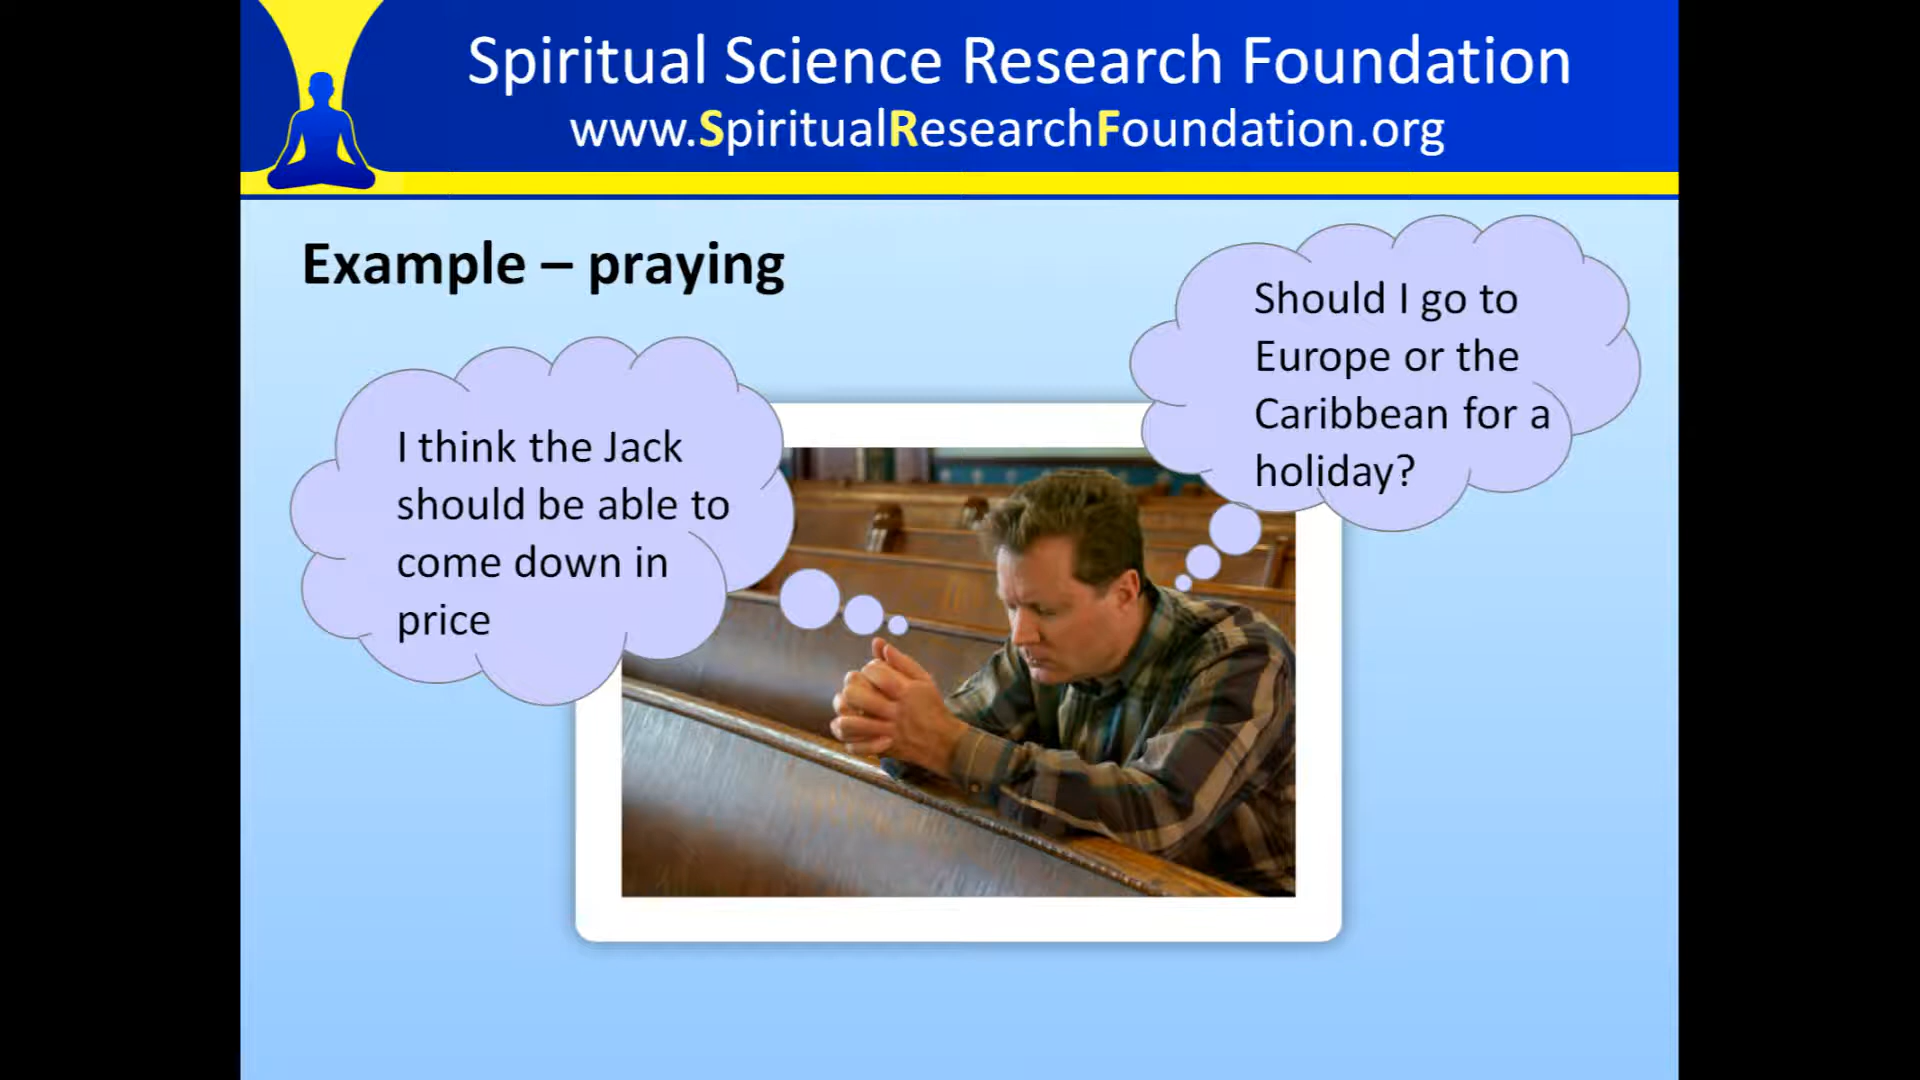 Spiritual Science Research Foundation
www.SpiritualResearchFoundation.org
Example – praying
I think the Jack
should be able to
come down in
price
Should I go to
Europe or the
Caribbean for a
holiday?